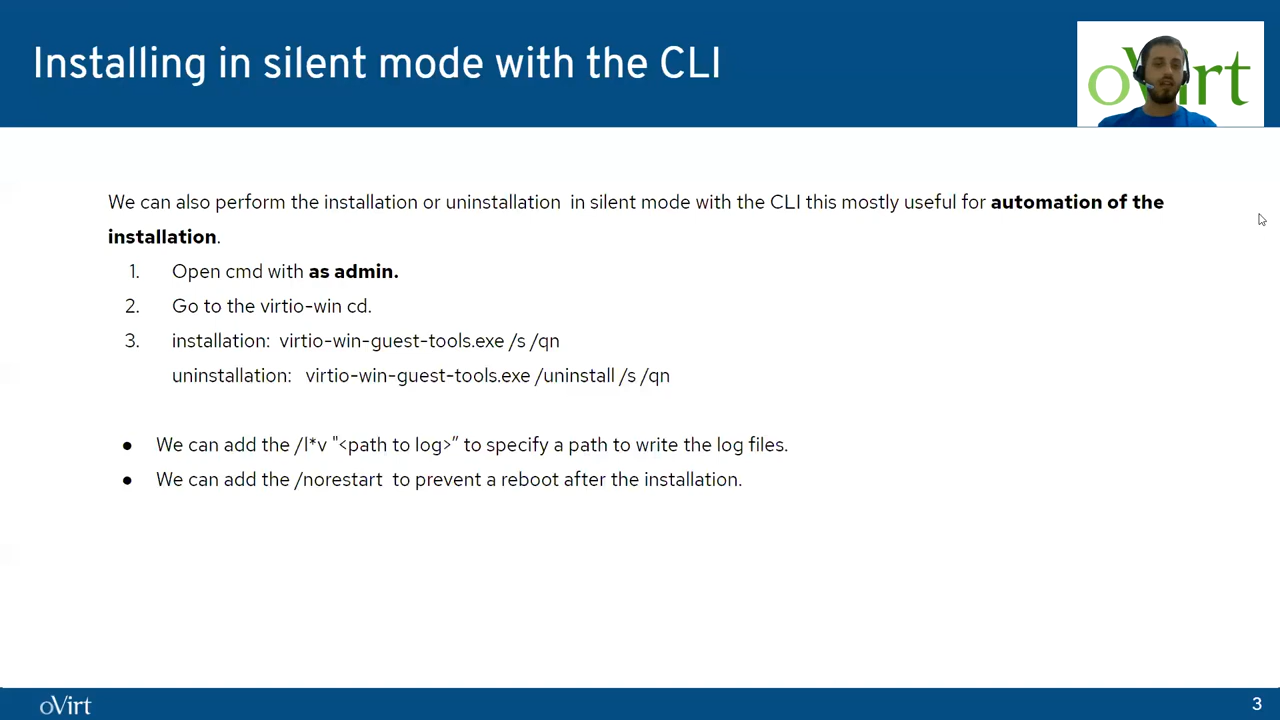 Installing in silent mode with the CLI
oVirt
We can also perform the installation or uninstallation in silent mode with the CLI this mostly useful for automation of the
installation.
1. Open cmd with as admin.
2. Go to the virtio-win cd.
3. installation: virtio-win-guest-tools.exe /s /qn
uninstallation: virtio-win-guest-tools.exe /uninstall /s /qn
● We can add the /l*v "<path to log>” to specify a path to write the log files.
● We can add the /norestart to prevent a reboot after the installation.
oVirt
3